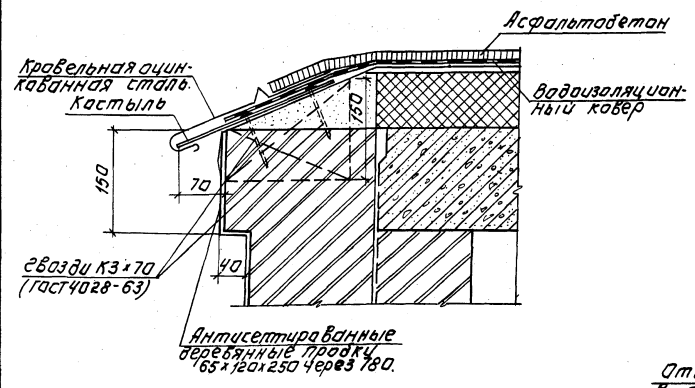 Асфальтобетон
Кровельная оцин-
кованная сталь.
Костыль
Водоизоляцион-
ный ковер
150
150
70
40
Гвозди К3×70
(ГОСТ4028-63)
Антисептированные
деревянные пробки
65×120×250 через 780.
От